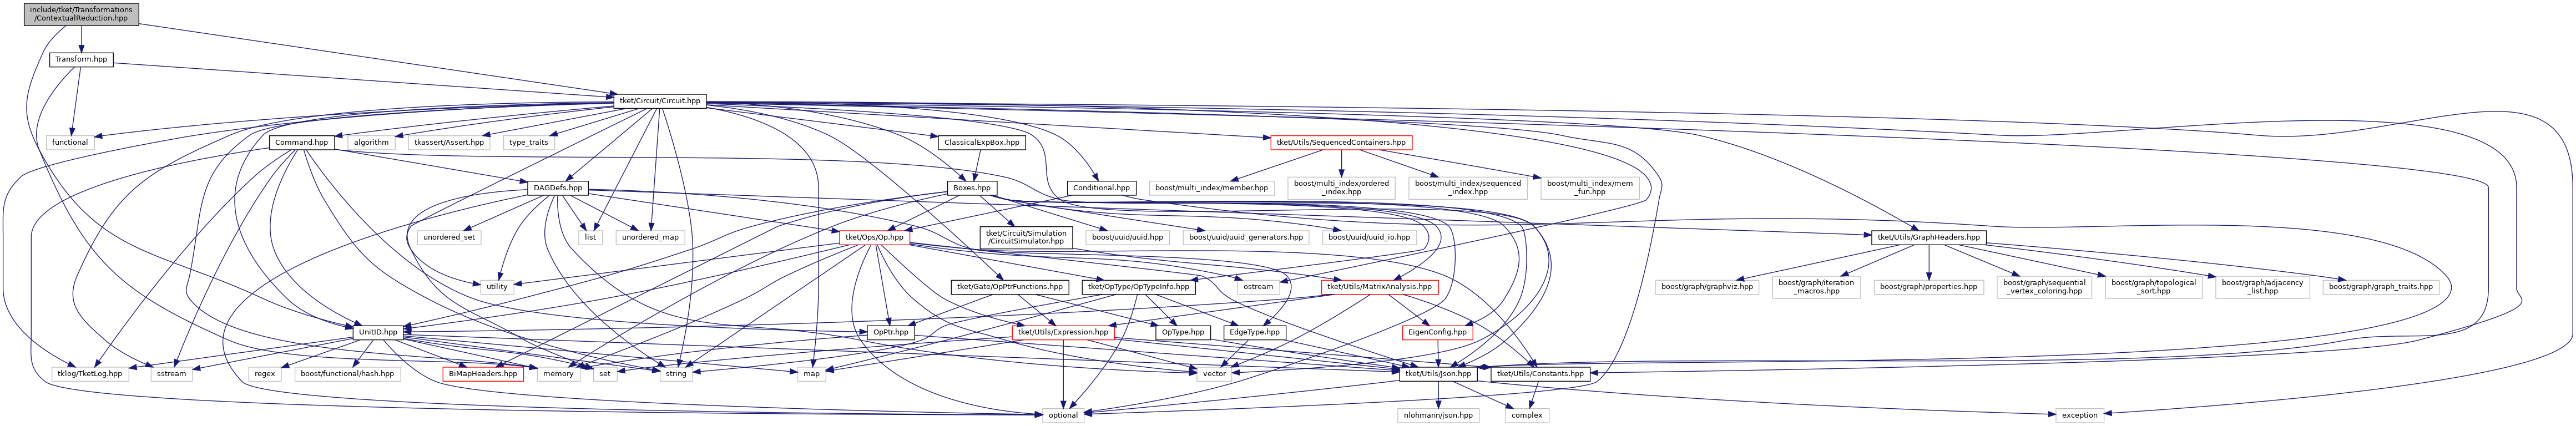 include/tket/Transformations
/ContextualReduction.hpp
Transform.hpp
tket/Circuit/Circuit.hpp
functional
Command.hpp
algorithm
tkassert/Assert.hpp
type_traits
ClassicalExpBox.hpp
tket/Utils/SequencedContainers.hpp
DAGDefs.hpp
Boxes.hpp
Conditional.hpp
boost/multi_index/member.hpp
boost/multi_index/ordered
_index.hpp
boost/multi_index/sequenced
_index.hpp
boost/multi_index/mem
_fun.hpp
unordered_set
list
unordered_map
tket/Ops/Op.hpp
tket/Circuit/Simulation
/CircuitSimulator.hpp
boost/uuid/uuid.hpp
boost/uuid/uuid_generators.hpp
boost/uuid/uuid_io.hpp
tket/Utils/GraphHeaders.hpp
utility
tket/Gate/OpPtrFunctions.hpp
tket/OpType/OpTypeInfo.hpp
ostream
tket/Utils/MatrixAnalysis.hpp
boost/graph/graphviz.hpp
boost/graph/iteration
_macros.hpp
boost/graph/properties.hpp
boost/graph/sequential
_vertex_coloring.hpp
boost/graph/topological
_sort.hpp
boost/graph/adjacency
_list.hpp
boost/graph/graph_traits.hpp
UnitID.hpp
OpPtr.hpp
tket/Utils/Expression.hpp
OpType.hpp
EdgeType.hpp
EigenConfig.hpp
tklog/TketLog.hpp
sstream
regex
boost/functional/hash.hpp
BiMapHeaders.hpp
memory
set
string
map
vector
tket/Utils/Json.hpp
tket/Utils/Constants.hpp
optional
nlohmann/json.hpp
complex
exception